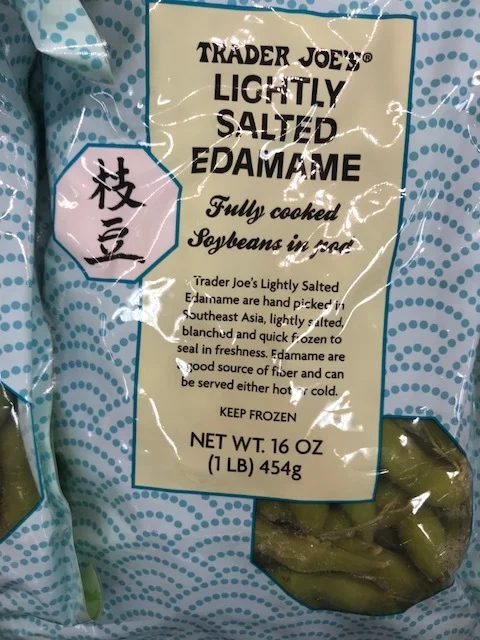 TRADER JOE'S®
LIGHTLY
SALTED
EDAMAME
枝
豆
Fully cooked
Soybeans in pod
Trader Joe's Lightly Salted
Edamame are hand picked in
Southeast Asia, lightly salted,
blanched and quick frozen to
seal in freshness. Edamame are
a good source of fiber and can
be served either hot or cold.
KEEP FROZEN
NET WT. 16 OZ
(1 LB) 454g